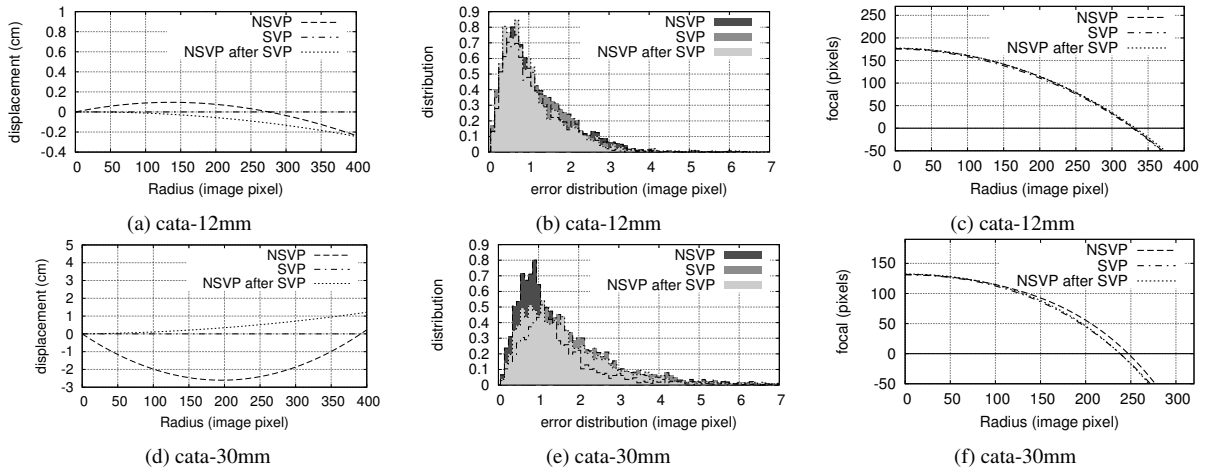 1
0.8
0.6
0.4
0.2
0
-0.2
-0.4
displacement (cm)
NSVP
SVP
NSVP after SVP
0 50 100 150 200 250 300 350 400
Radius (image pixel)
(a) cata-12mm
0.9
0.8
0.7
0.6
0.5
0.4
0.3
0.2
0.1
0
distribution
NSVP
SVP
NSVP after SVP
0 1 2 3 4 5 6 7
error distribution (image pixel)
(b) cata-12mm
250
200
150
100
50
0
-50
focal (pixels)
NSVP
SVP
NSVP after SVP
0 50 100 150 200 250 300 350 400
Radius (image pixel)
(c) cata-12mm
5
4
3
2
1
0
-1
-2
-3
displacement (cm)
NSVP
SVP
NSVP after SVP
0 50 100 150 200 250 300 350 400
Radius (image pixel)
(d) cata-30mm
0.9
0.8
0.7
0.6
0.5
0.4
0.3
0.2
0.1
0
distribution
NSVP
SVP
NSVP after SVP
0 1 2 3 4 5 6 7
error distribution (image pixel)
(e) cata-30mm
150
100
50
0
-50
focal (pixels)
NSVP
SVP
NSVP after SVP
0 50 100 150 200 250 300
Radius (image pixel)
(f) cata-30mm